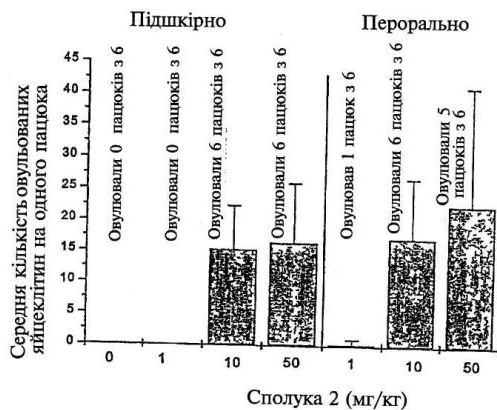 Підшкірно
Перорально
Середня кількість овульованих
яйцеклітин на одного пацюка
45
40
35
30
25
20
15
10
5
0
Овулювали 0 пацюків з 6
Овулювали 0 пацюків з 6
Овулювали 6 пацюків з 6
Овулювали 6 пацюків з 6
Овулював 1 пацюк з 6
Овулювали 6 пацюків з 6
Овулювали 5
пацюків з 6
0
1
10
50
1
10
50
Сполука 2 (мг/кг)